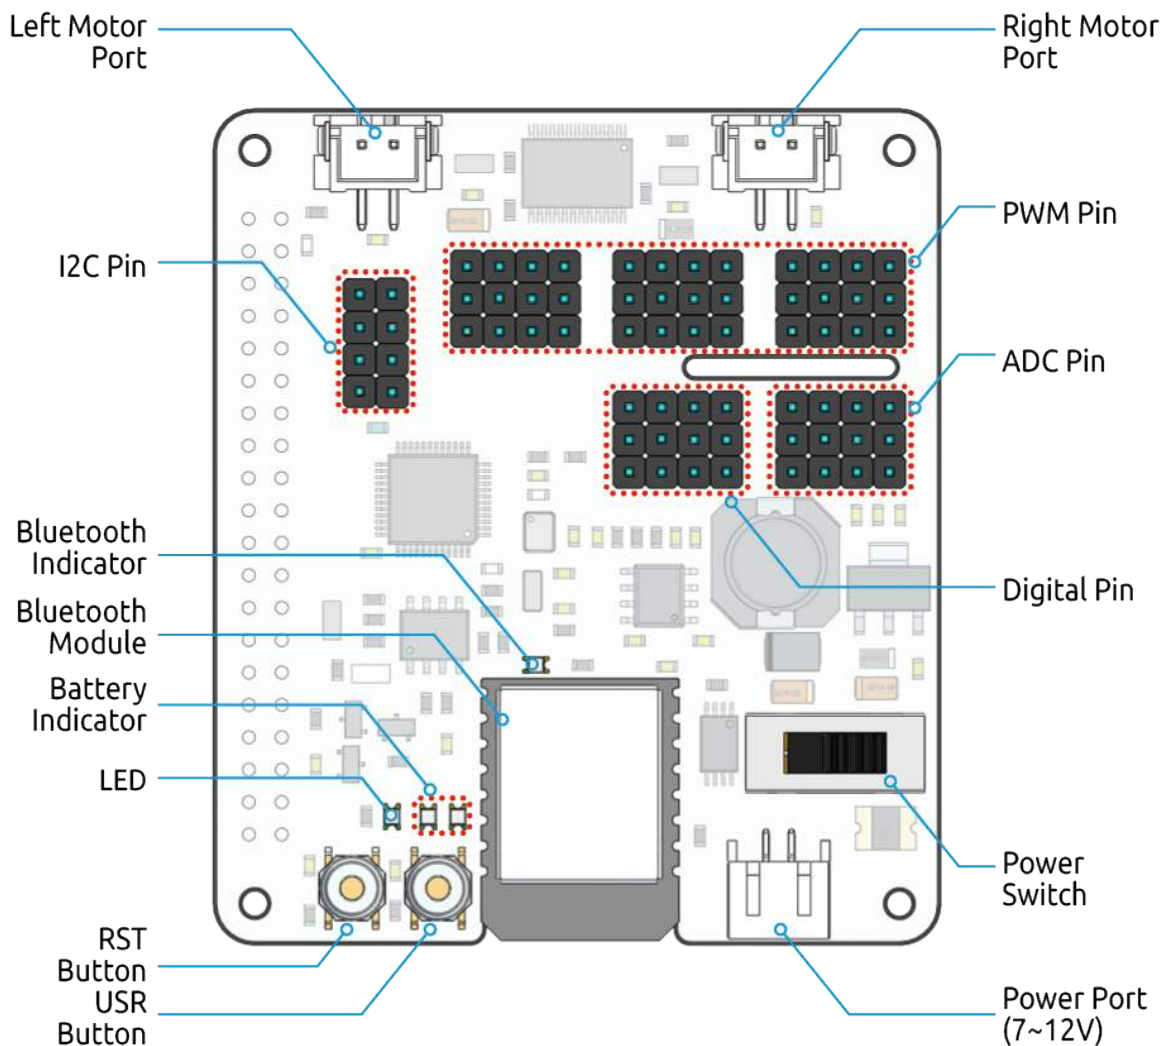 Left Motor
Port
Right Motor
Port
PWM Pin
I2C Pin
ADC Pin
Bluetooth
Indicator
Digital Pin
Bluetooth
Module
Battery
Indicator
LED
Power
Switch
RST
Button
USR
Button
Power Port
(7~12V)